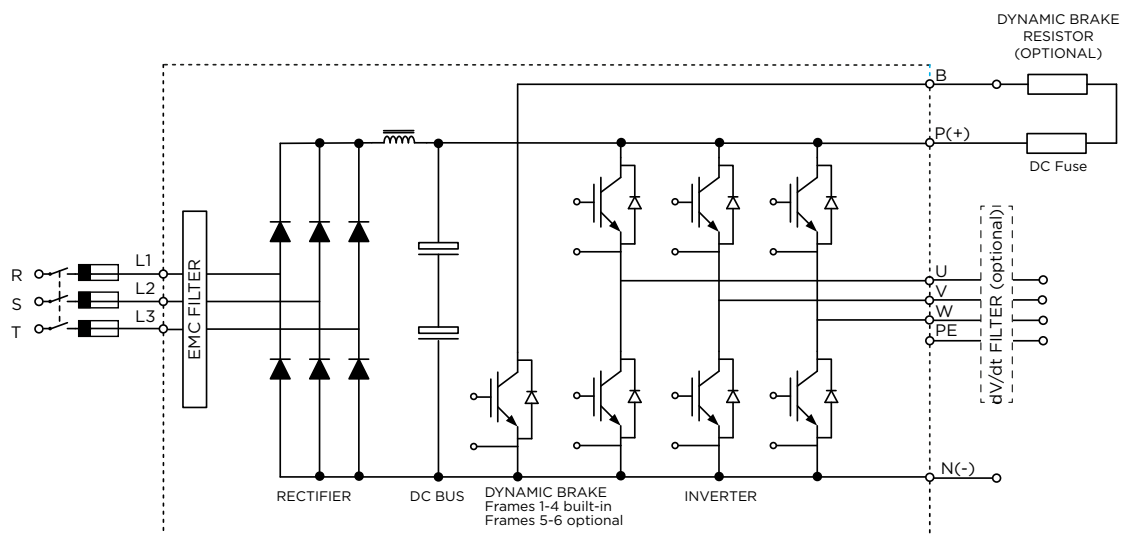 DYNAMIC BRAKE
RESISTOR
(OPTIONAL)
B
P(+)
DC Fuse
R
S
T
L1
L2
L3
EMC FILTER
U
V
W
PE
dV/dt FILTER (optional)
N(-)
RECTIFIER
DC BUS
DYNAMIC BRAKE
Frames 1-4 built-in
Frames 5-6 optional
INVERTER